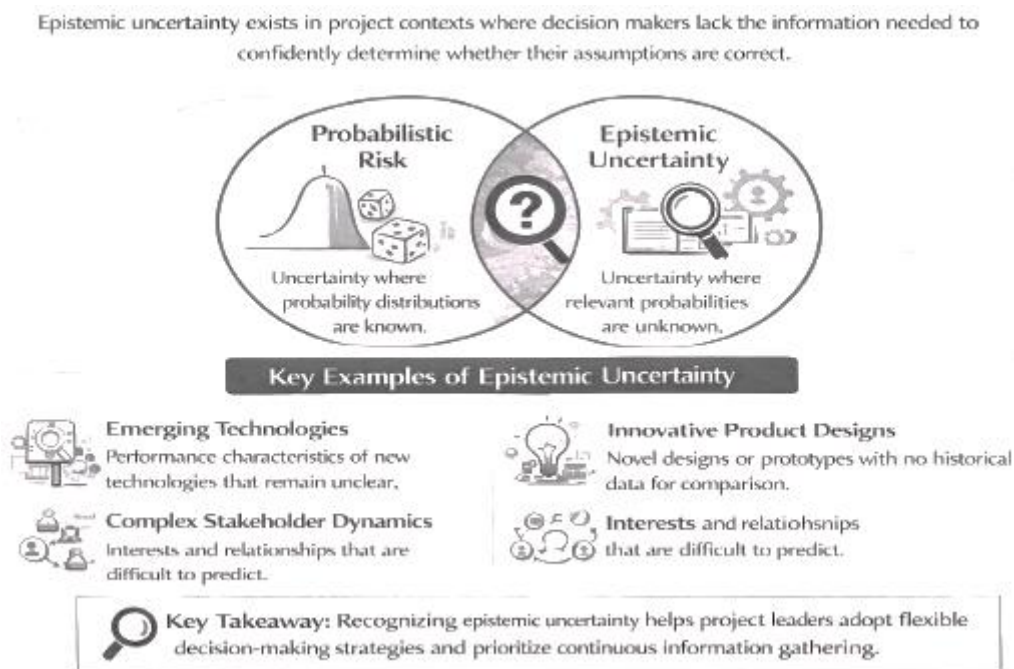 Epistemic uncertainty exists in project contexts where decision makers lack the information needed to
confidently determine whether their assumptions are correct.
Probabilistic
Risk
Uncertainty where
probability distributions
are known.
?
Epistemic
Uncertainty
Uncertainty where
relevant probabilities
are unknown.
Key Examples of Epistemic Uncertainty
Emerging Technologies
Performance characteristics of new
technologies that remain unclear.
Innovative Product Designs
Novel designs or prototypes with no historical
data for comparison.
Complex Stakeholder Dynamics
Interests and relationships that are
difficult to predict.
Interests and relatiohsnips
that are difficult to predict.
Key Takeaway: Recognizing epistemic uncertainty helps project leaders adopt flexible
decision-making strategies and prioritize continuous information gathering.